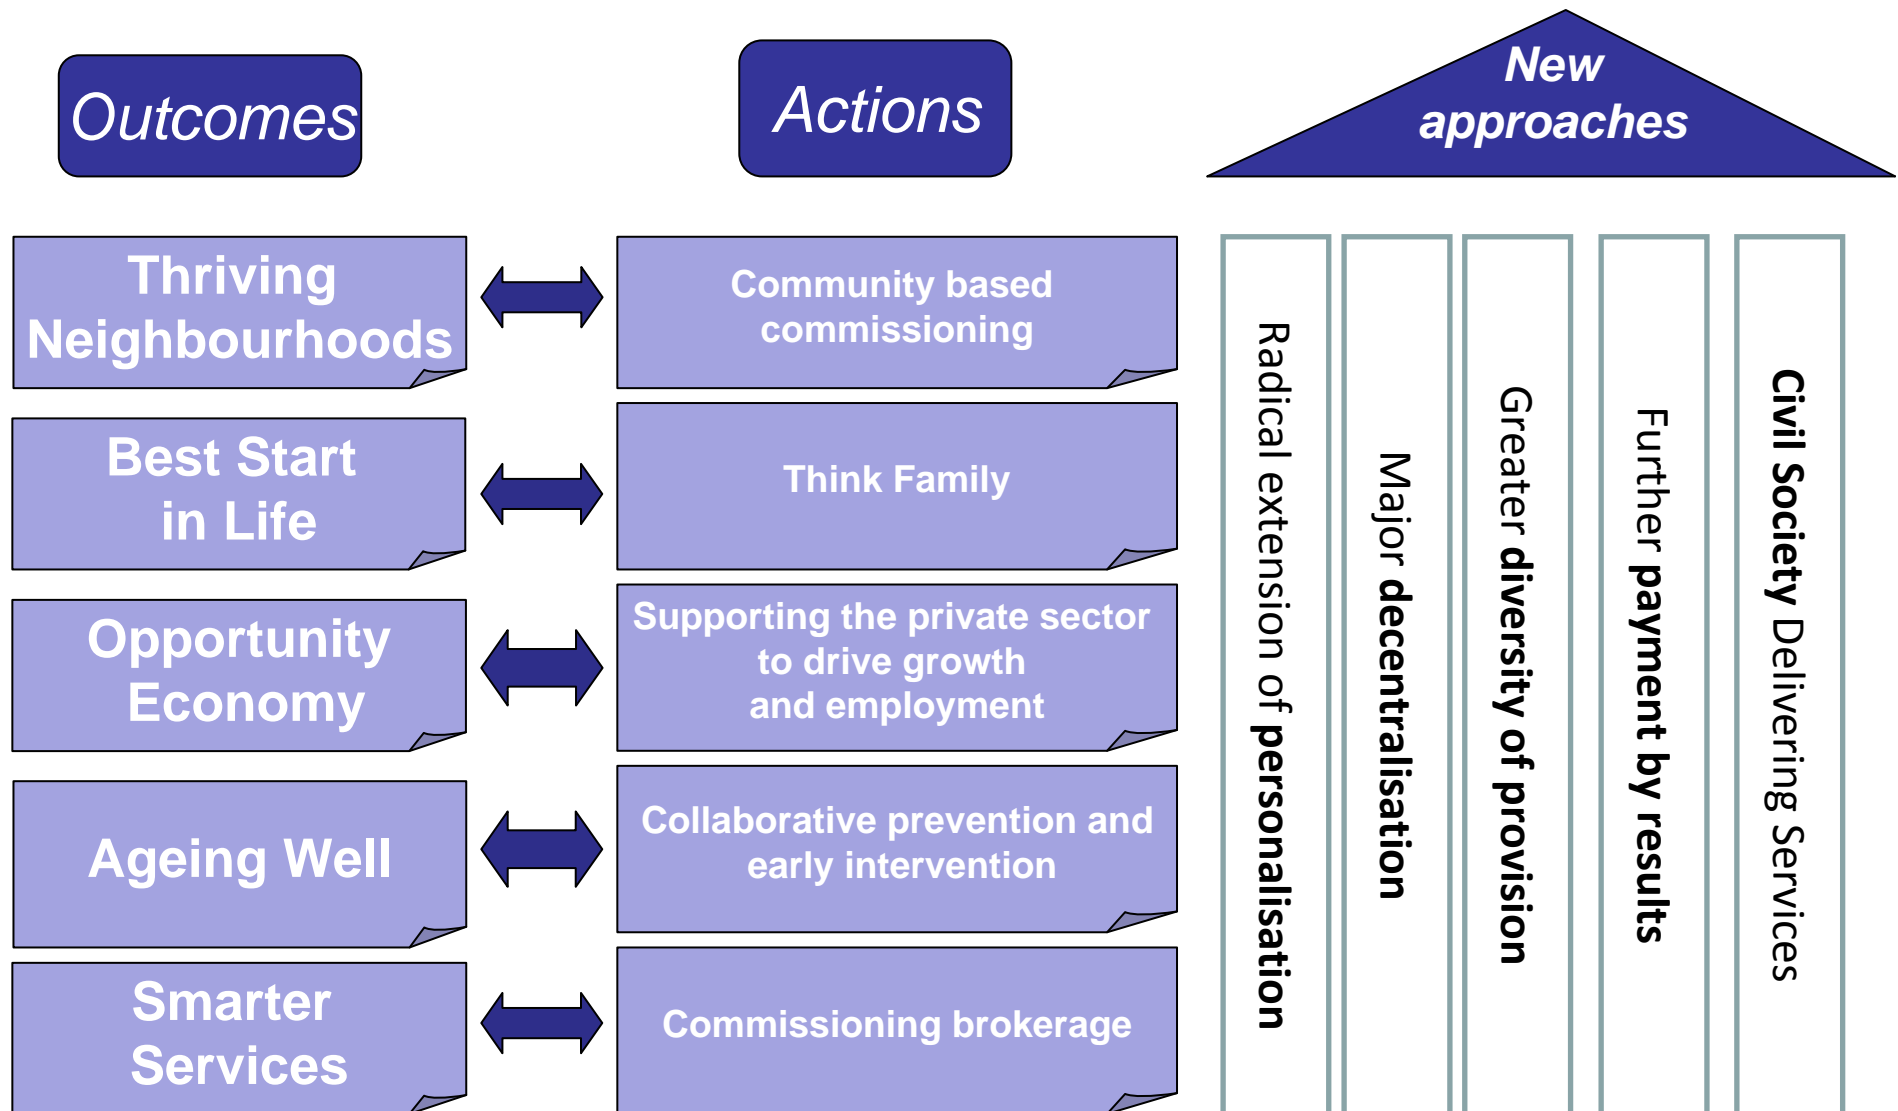 Outcomes
Actions
New
approaches
Thriving
Neighbourhoods
Community based
commissioning
Best Start
in Life
Think Family
Opportunity
Economy
Supporting the private sector
to drive growth
and employment
Ageing Well
Collaborative prevention and
early intervention
Smarter
Services
Commissioning brokerage
Radical extension of personalisation
Major decentralisation
Greater diversity of provision
Further payment by results
Civil Society Delivering Services